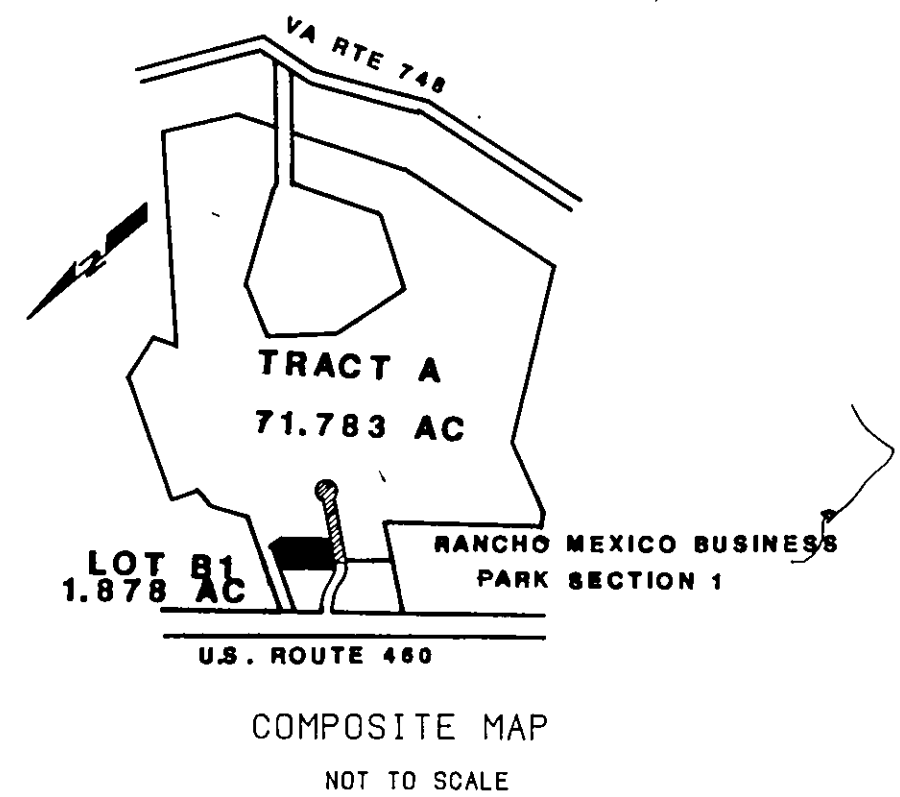 VA RTE 748
N
TRACT A
71.783 AC
LOT B1
1.878 AC
RANCHO MEXICO BUSINESS
PARK SECTION 1
U.S. ROUTE 460
COMPOSITE MAP
NOT TO SCALE